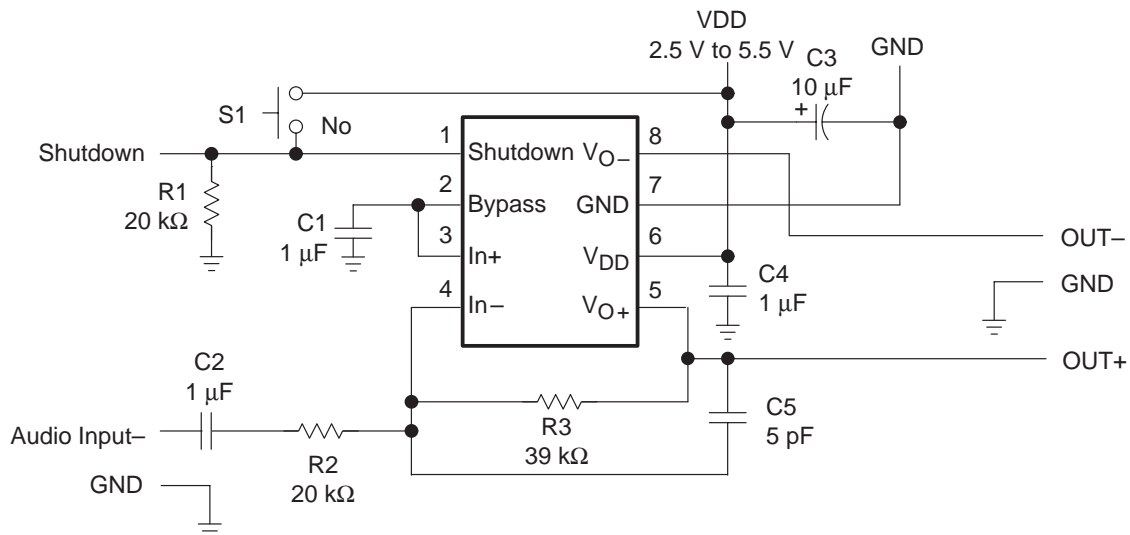 VDD
2.5 V to 5.5 V
GND
C3
10 μF
+
S1
No
Shutdown
R1
20 kΩ
C1
1 μF
1
2
3
4
Shutdown
Bypass
In+
In−
VO−
GND
VDD
VO+
8
7
6
5
OUT−
C4
1 μF
GND
OUT+
C2
1 μF
Audio Input−
R2
20 kΩ
R3
39 kΩ
C5
5 pF
GND